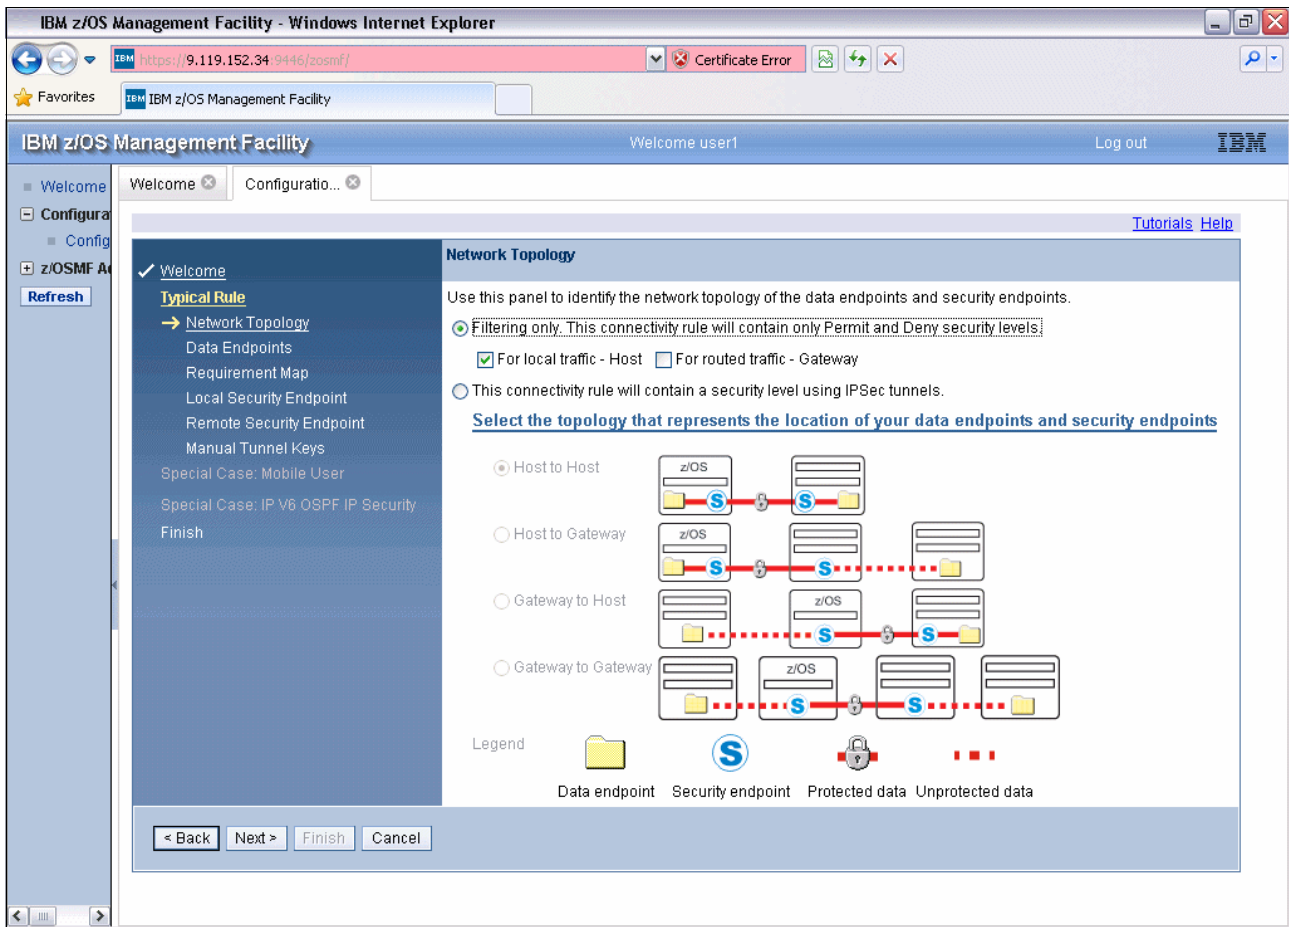 IBM z/OS Management Facility - Windows Internet Explorer
IBM https://9.119.152.34:9446/zosmf/ Certificate Error
Favorites IBM IBM z/OS Management Facility
IBM z/OS Management Facility Welcome user1 Log out IBM
Welcome
Configura
Config
z/OSMF A
Refresh
Welcome Configuratio...
Tutorials Help
Welcome
Typical Rule
Network Topology
Data Endpoints
Requirement Map
Local Security Endpoint
Remote Security Endpoint
Manual Tunnel Keys
Special Case: Mobile User
Special Case: IP V6 OSPF IP Security
Finish
Network Topology
Use this panel to identify the network topology of the data endpoints and security endpoints.
Filtering only. This connectivity rule will contain only Permit and Deny security levels.
For local traffic - Host For routed traffic - Gateway
This connectivity rule will contain a security level using IPSec tunnels.
Select the topology that represents the location of your data endpoints and security endpoints
Host to Host z/OS
S S
Host to Gateway z/OS
S S
Gateway to Host z/OS
S S
Gateway to Gateway z/OS
S S
Legend S
Data endpoint Security endpoint Protected data Unprotected data
< Back Next > Finish Cancel